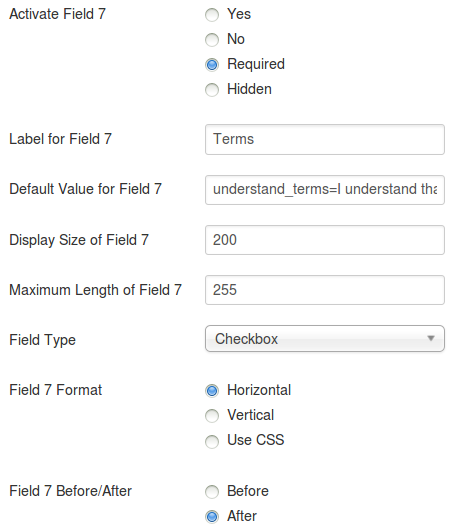 Activate Field 7
Yes
No
Required
Hidden
Label for Field 7
Terms
Default Value for Field 7
understand_terms=I understand tha
Display Size of Field 7
200
Maximum Length of Field 7
255
Field Type
Checkbox
Field 7 Format
Horizontal
Vertical
Use CSS
Field 7 Before/After
Before
After